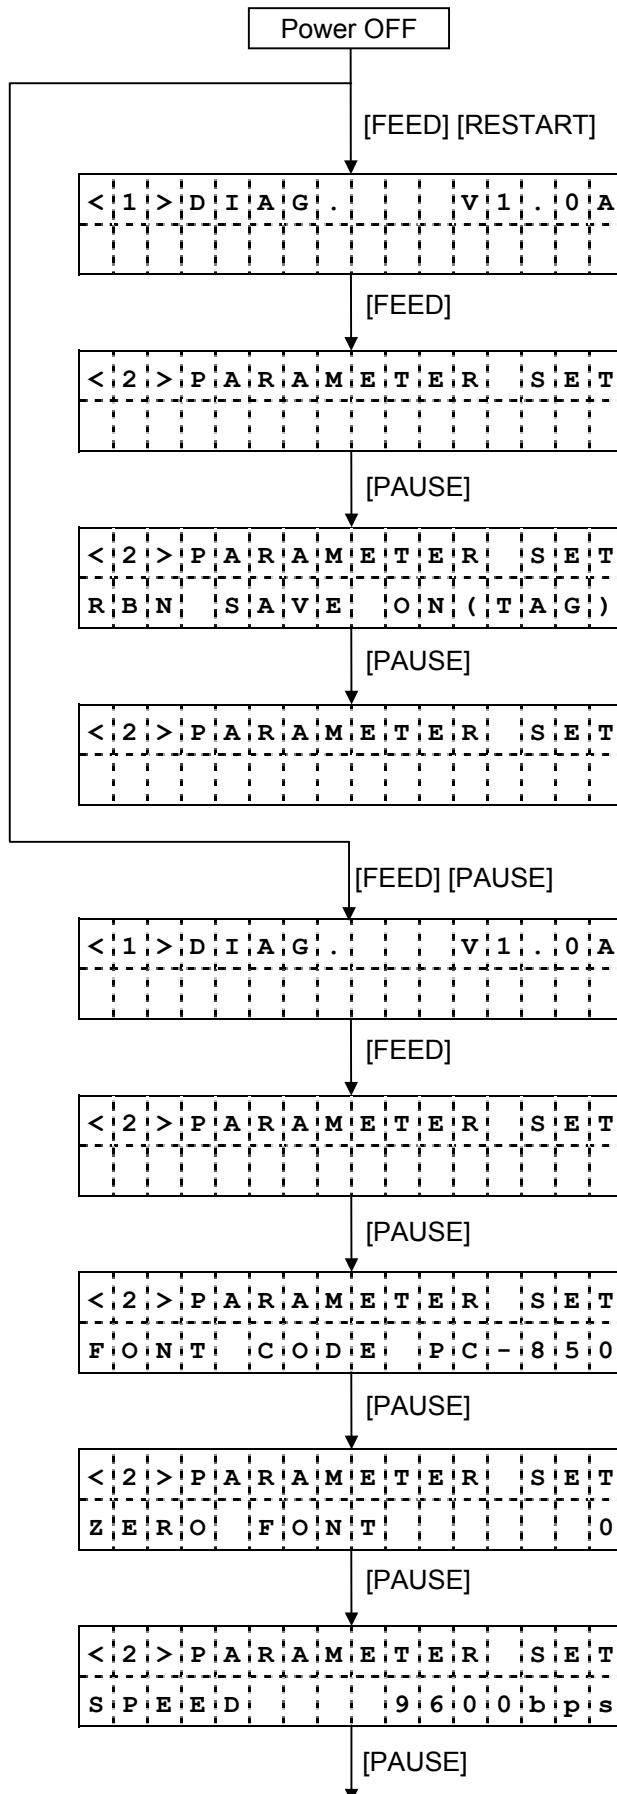 Power OFF
[FEED] [RESTART]
<1>DIAG.   V1.0A
[FEED]
<2>PARAMETER SET
[PAUSE]
<2>PARAMETER SET
RBN SAVE ON(TAG)
[PAUSE]
<2>PARAMETER SET
[FEED] [PAUSE]
<1>DIAG.   V1.0A
[FEED]
<2>PARAMETER SET
[PAUSE]
<2>PARAMETER SET
FONT CODE PC-850
[PAUSE]
<2>PARAMETER SET
ZERO FONT      0
[PAUSE]
<2>PARAMETER SET
SPEED    9600bps
[PAUSE]